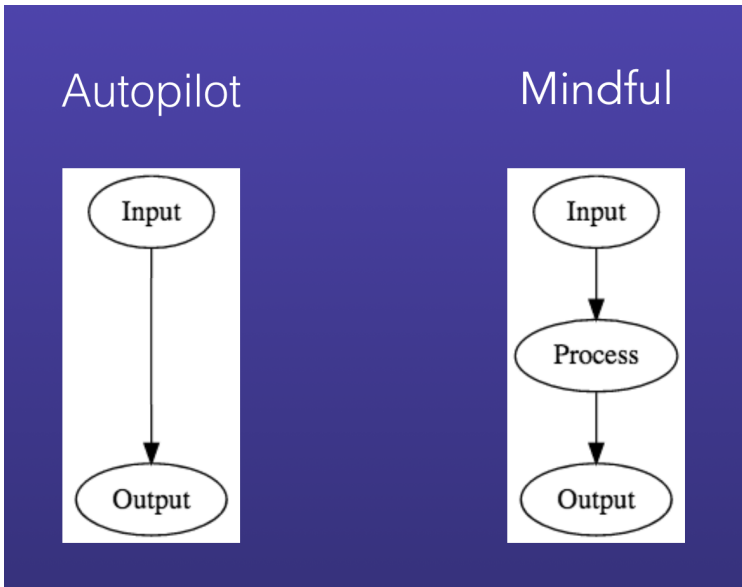 Autopilot
Mindful
Input
Output
Input
Process
Output